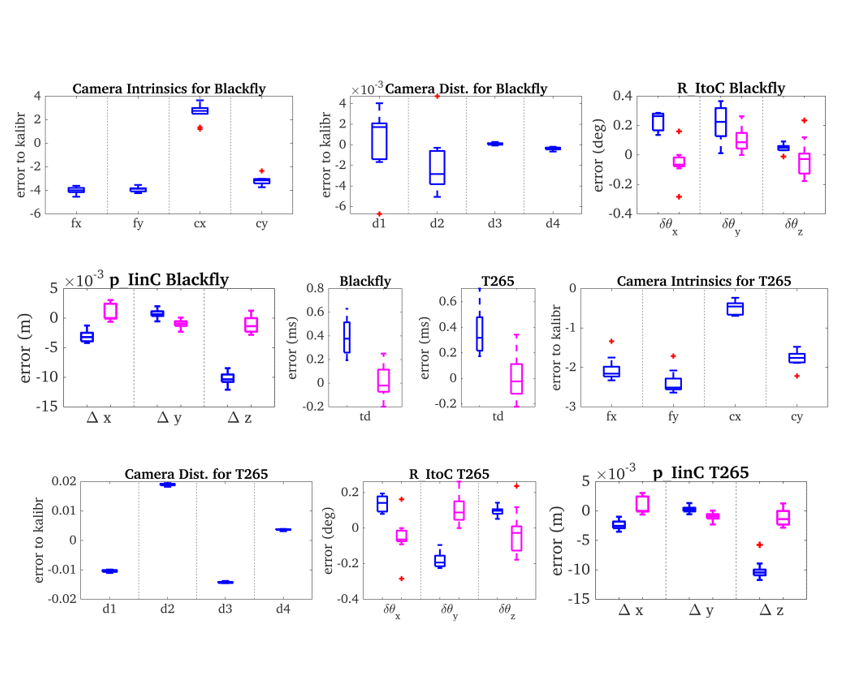 Camera Intrinsics for Blackfly
error to kalibr
4
2
0
-2
-4
-6
fx fy cx cy
×10⁻³ Camera Dist. for Blackfly
error to kalibr
4
2
0
-2
-4
-6
d1 d2 d3 d4
R_ItoC Blackfly
error (deg)
0.4
0.2
0
-0.2
-0.4
δθx δθy δθz
×10⁻³ p_IinC Blackfly
error (m)
5
0
-5
-10
-15
Δ x Δ y Δ z
Blackfly
error (ms)
0.8
0.6
0.4
0.2
0
-0.2
td
T265
error (ms)
0.6
0.4
0.2
0
-0.2
td
Camera Intrinsics for T265
error to kalibr
0
-1
-2
-3
fx fy cx cy
Camera Dist. for T265
error to kalibr
0.02
0.01
0
-0.01
-0.02
d1 d2 d3 d4
R_ItoC T265
error (deg)
0.2
0
-0.2
-0.4
δθx δθy δθz
×10⁻³ p_IinC T265
error (m)
5
0
-5
-10
-15
Δ x Δ y Δ z